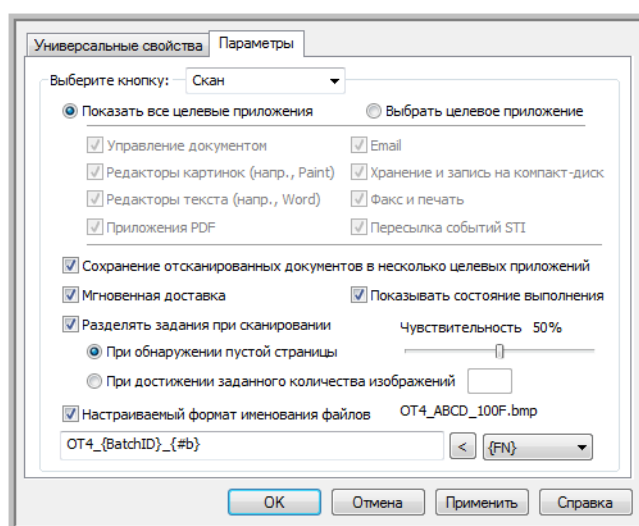 Универсальные свойства Параметры
Выберите кнопку: Скан
Показать все целевые приложения Выбрать целевое приложение
Управление документом Email
Редакторы картинок (напр., Paint) Хранение и запись на компакт-диск
Редакторы текста (напр., Word) Факс и печать
Приложения PDF Пересылка событий STI
Сохранение отсканированных документов в несколько целевых приложений
Мгновенная доставка Показывать состояние выполнения
Разделять задания при сканировании Чувствительность 50%
При обнаружении пустой страницы
При достижении заданного количества изображений
Настраиваемый формат именования файлов OT4_ABCD_100F.bmp
OT4_{BatchID}_{#b} < {FN}
OK Отмена Применить Справка